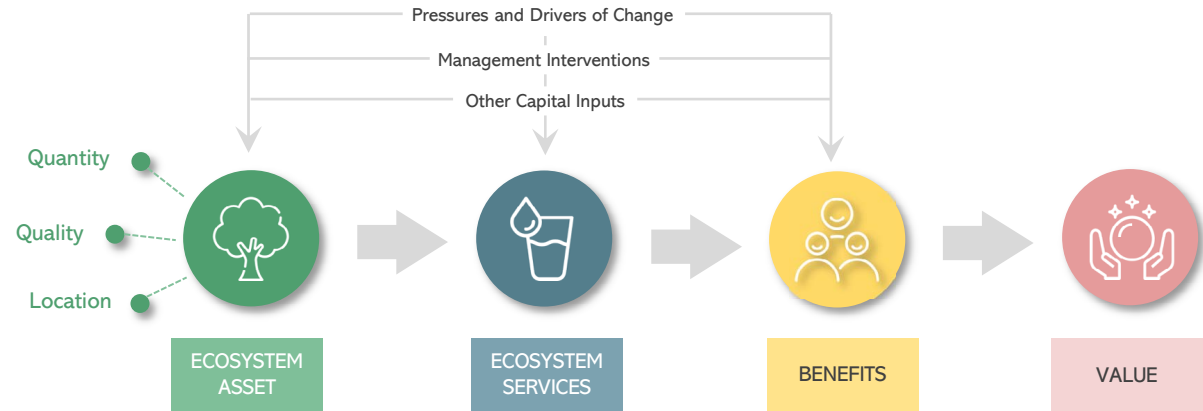 Pressures and Drivers of Change
Management Interventions
Other Capital Inputs
Quantity
Quality
Location
ECOSYSTEM
ASSET
ECOSYSTEM
SERVICES
BENEFITS
VALUE